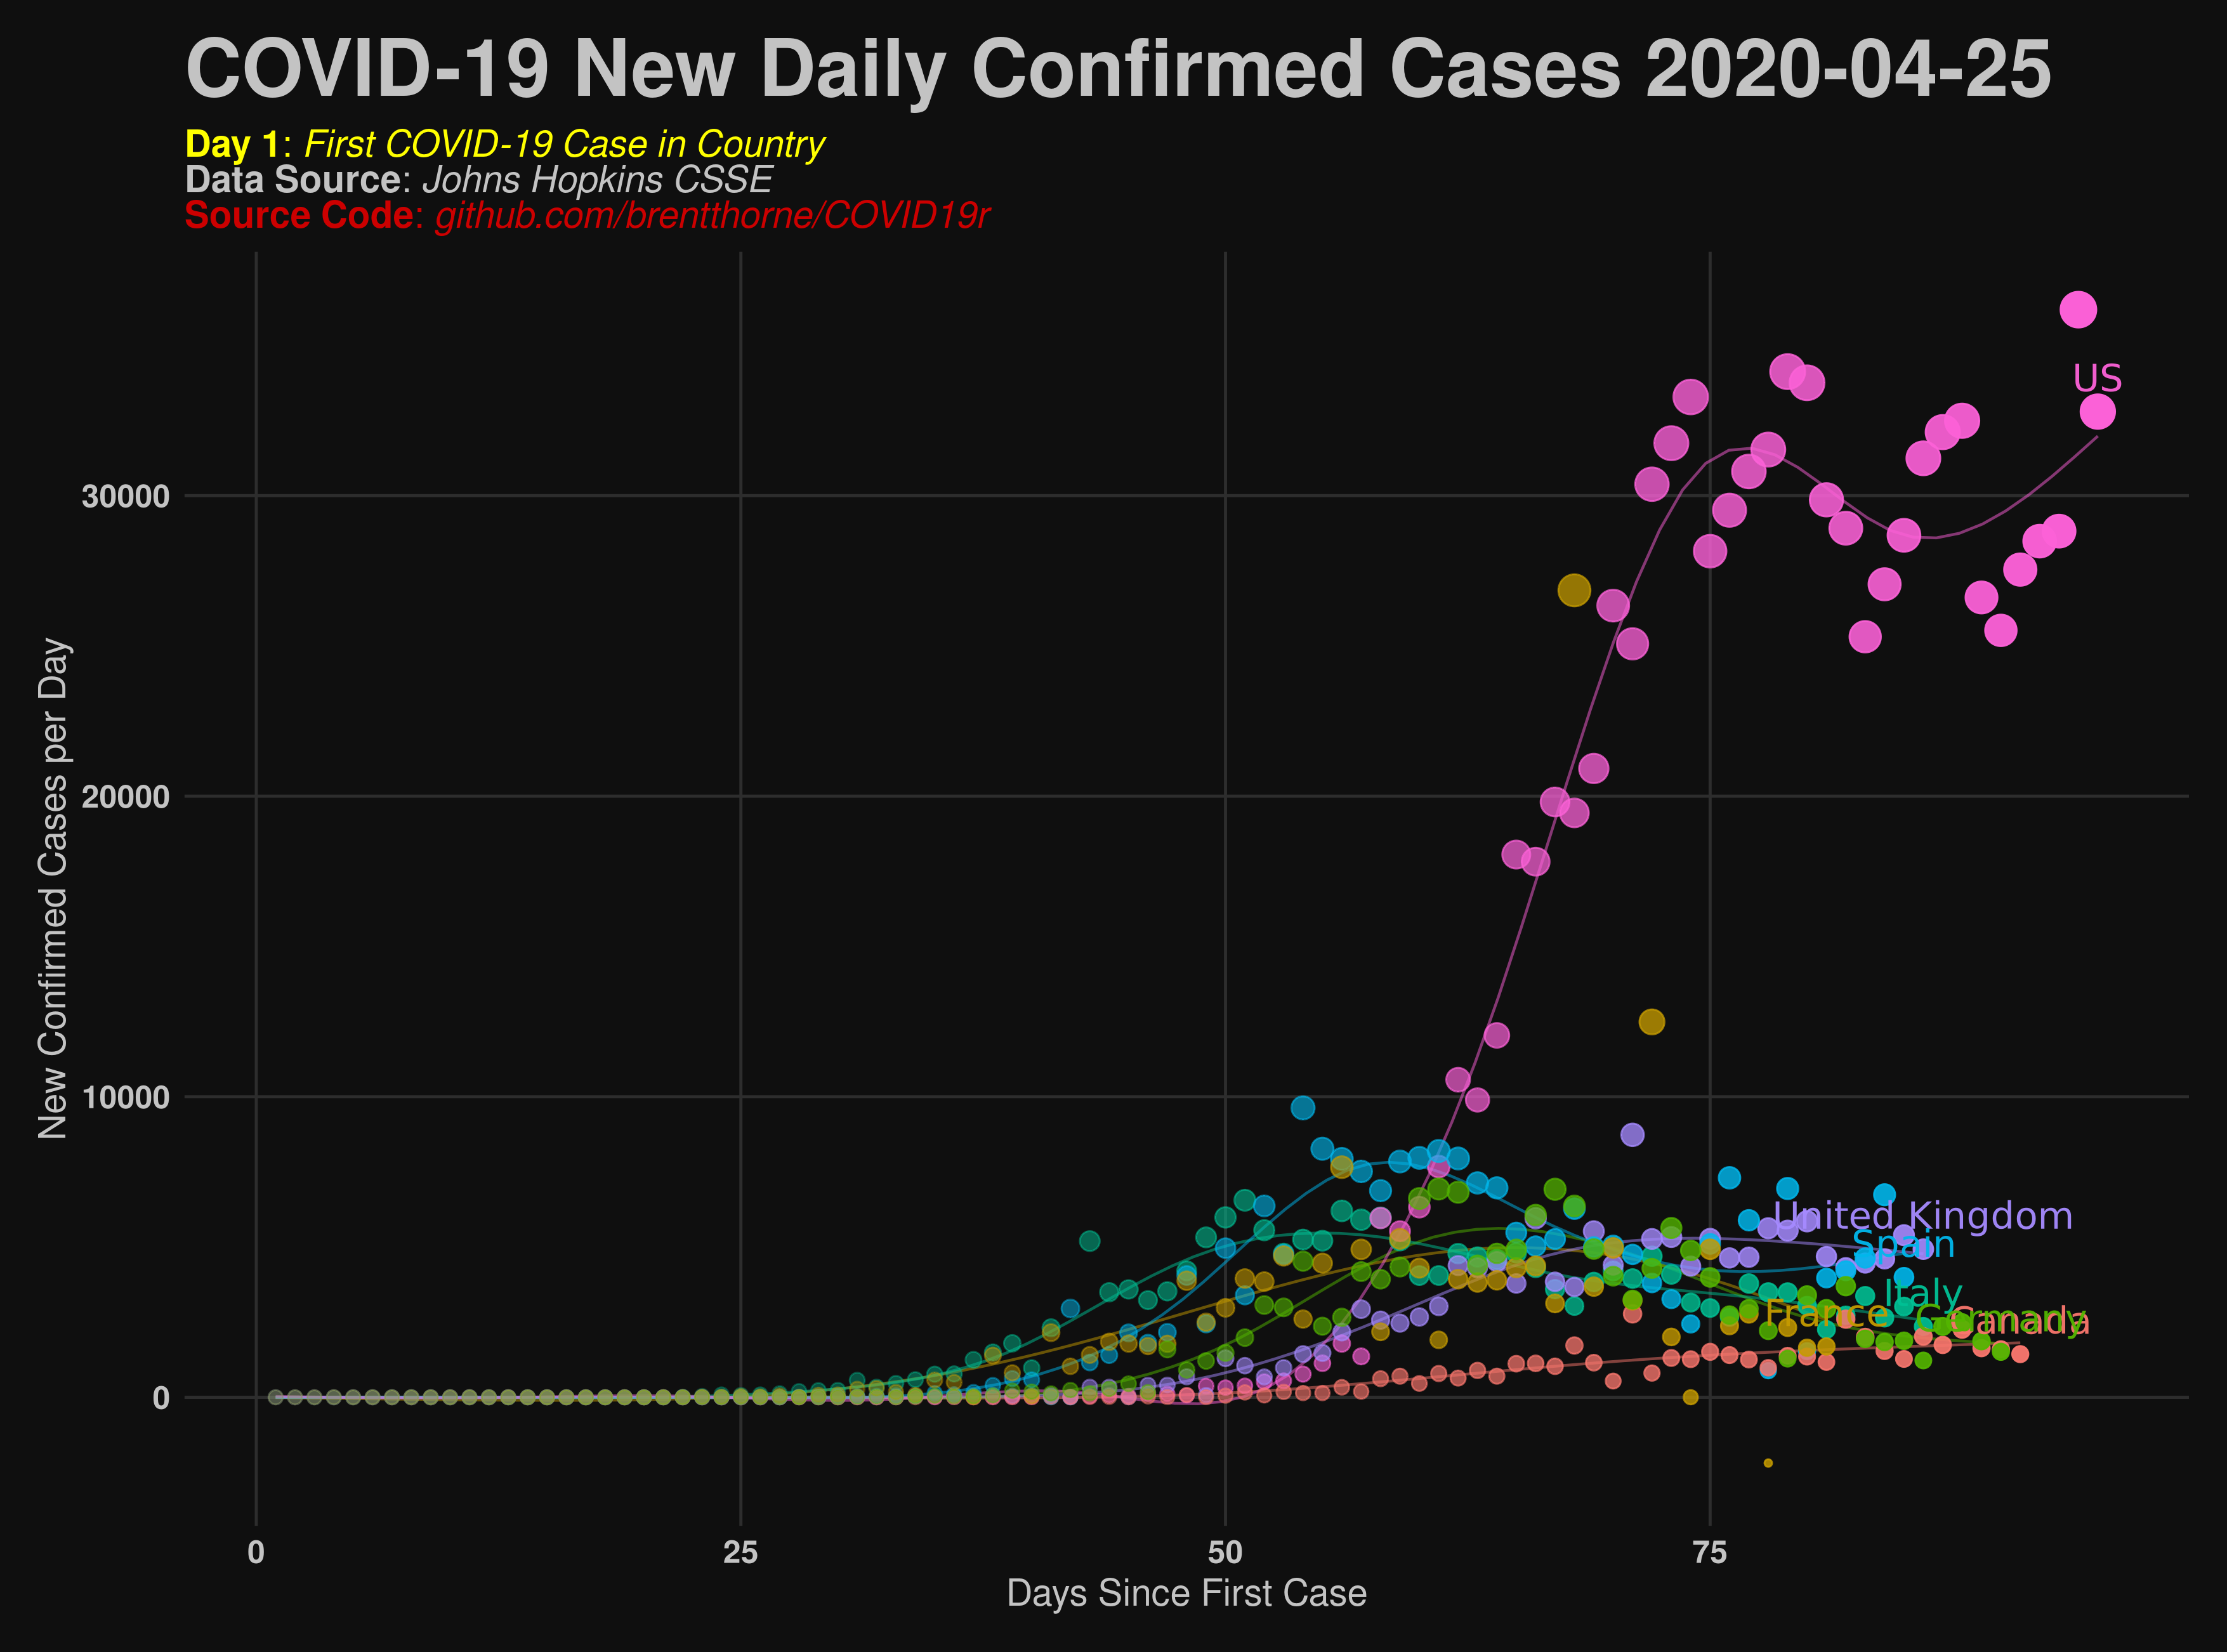 COVID-19 New Daily Confirmed Cases 2020-04-25
Day 1: First COVID-19 Case in Country
Data Source: Johns Hopkins CSSE
Source Code: github.com/brentthorne/COVID19r
US
30000
20000
10000
0
New Confirmed Cases per Day
United Kingdom
Spain
Italy
France
Germany
Canada
0
25
50
75
Days Since First Case